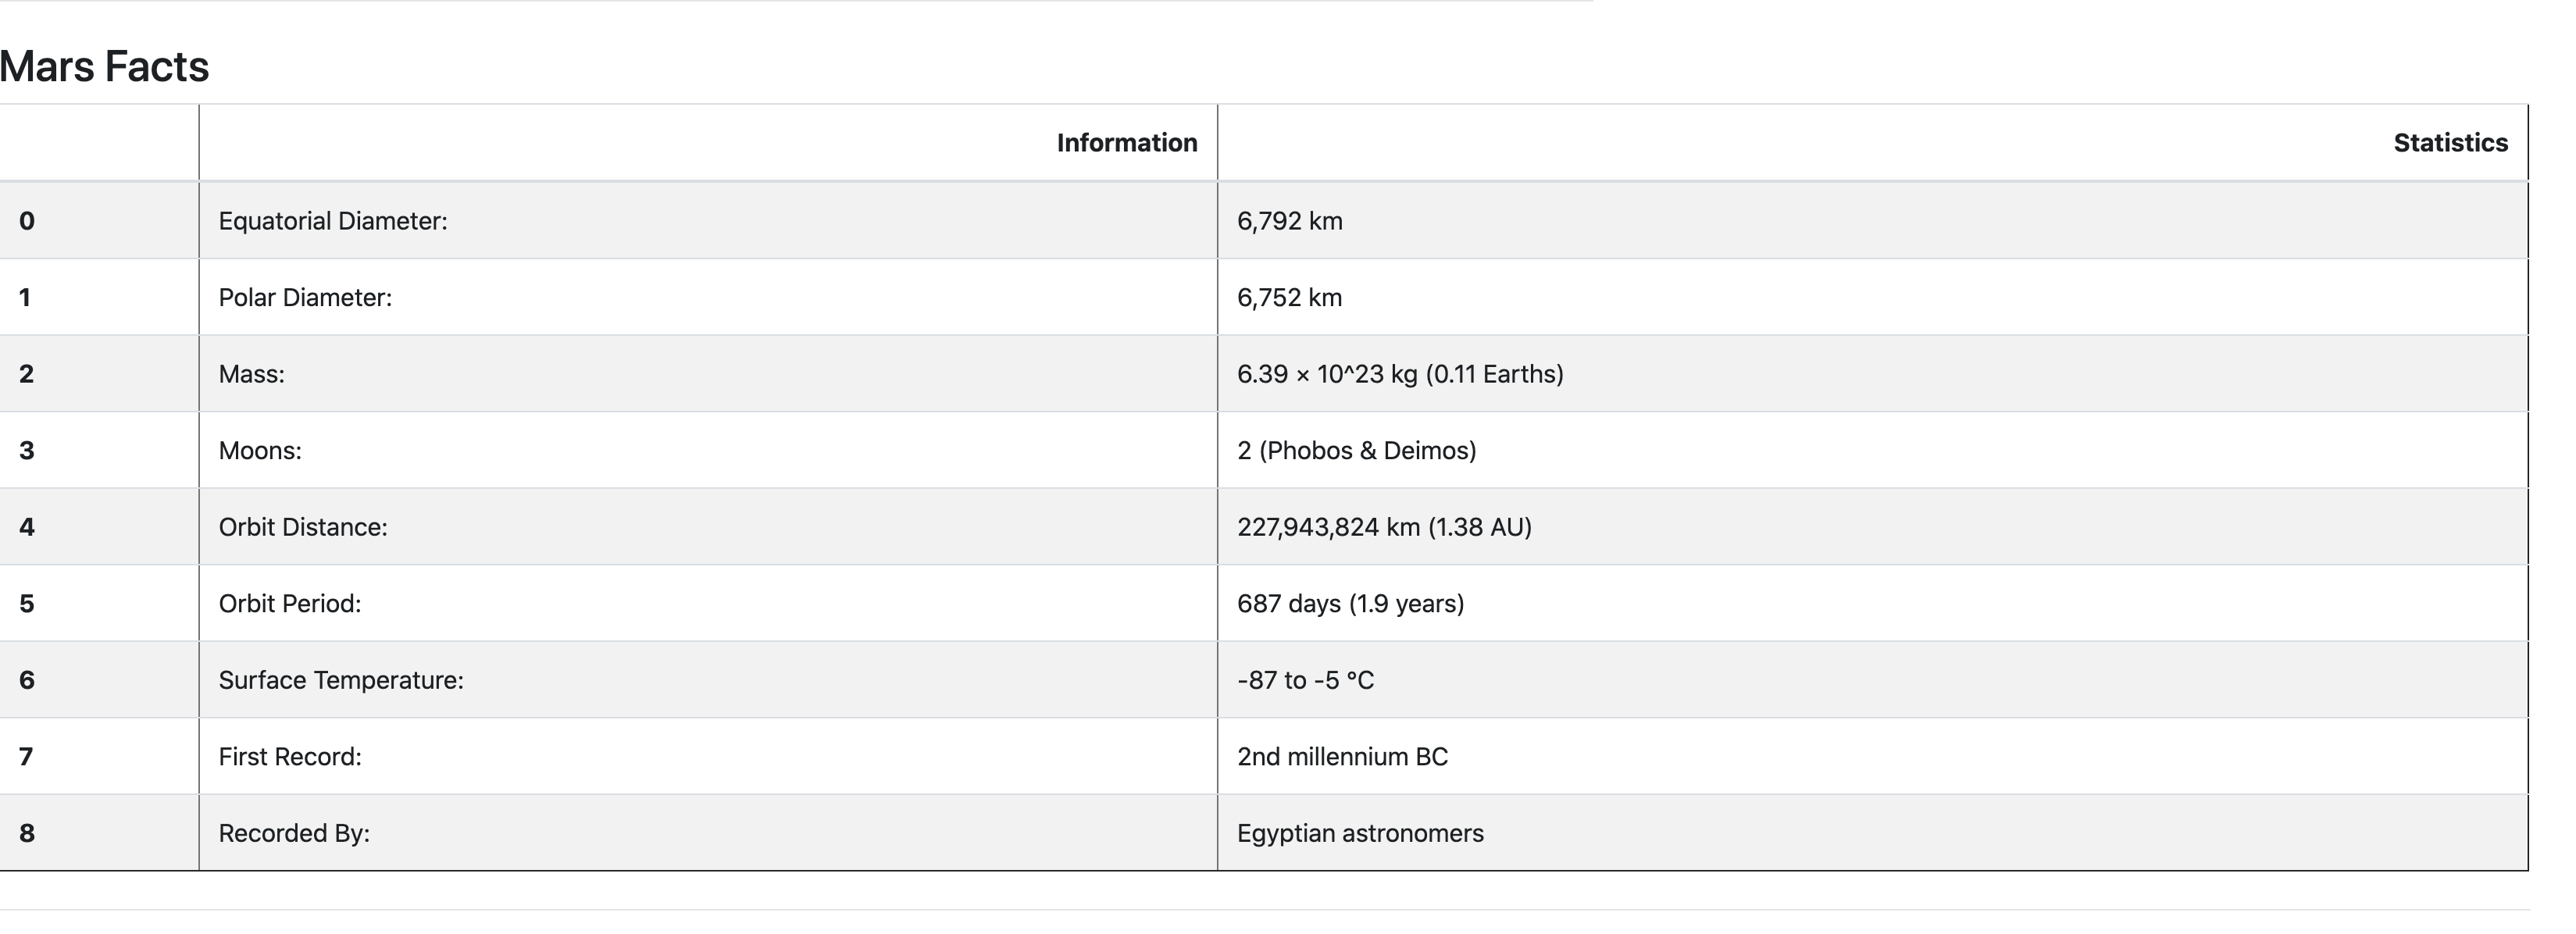 Mars Facts
Information Statistics
0 Equatorial Diameter: 6,792 km
1 Polar Diameter: 6,752 km
2 Mass: 6.39 × 10^23 kg (0.11 Earths)
3 Moons: 2 (Phobos & Deimos)
4 Orbit Distance: 227,943,824 km (1.38 AU)
5 Orbit Period: 687 days (1.9 years)
6 Surface Temperature: -87 to -5 °C
7 First Record: 2nd millennium BC
8 Recorded By: Egyptian astronomers